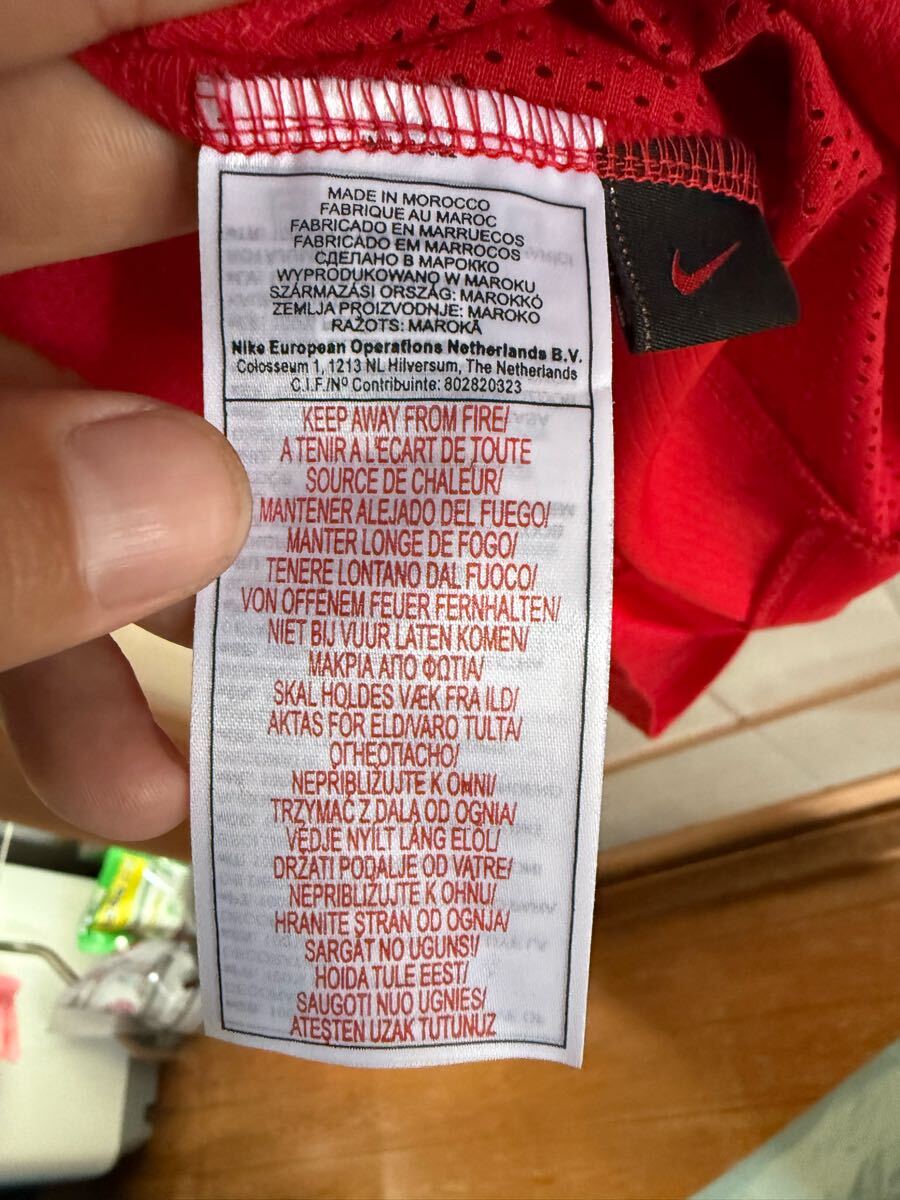 MADE IN MOROCCO
FABRIQUE AU MAROC
FABRICADO EN MARRUECOS
FABRICADO EM MARROCOS
СДЕЛАНО В МАРОККО
WYPRODUKOWANO W MAROKU
SZÁRMAZÁSI ORSZÁG: MAROKKÓ
ZEMLJA PROIZVODNJE: MAROKO
RAŽOTS: MAROKĀ
Nike European Operations Netherlands B.V.
Colosseum 1, 1213 NL Hilversum, The Netherlands
C.I.F./Nº Contribuinte: 802820323
KEEP AWAY FROM FIRE/
A TENIR A L'ECART DE TOUTE
SOURCE DE CHALEUR/
MANTENER ALEJADO DEL FUEGO/
MANTER LONGE DE FOGO/
TENERE LONTANO DAL FUOCO/
VON OFFENEM FEUER FERNHALTEN/
NIET BIJ VUUR LATEN KOMEN/
ΜΑΚΡΙΑ ΑΠΟ ΦΩΤΙΑ/
SKAL HOLDES VÆK FRA ILD/
AKTAS FÖR ELD/VARO TULTA/
ОГНЕОПАСНО/
NEPŘIBLIŽUJTE K OHNI/
TRZYMAĆ Z DALA OD OGNIA/
VÉDJE NYÍLT LÁNG ELŐL/
DRŽATI PODALJE OD VATRE/
NEPRIBLIŽUJTE K OHŇU/
HRANITE STRAN OD OGNJA/
SARGĀT NO UGUNS!/
HOIDA TULE EEST/
SAUGOTI NUO UGNIES/
ATEŞTEN UZAK TUTUNUZ